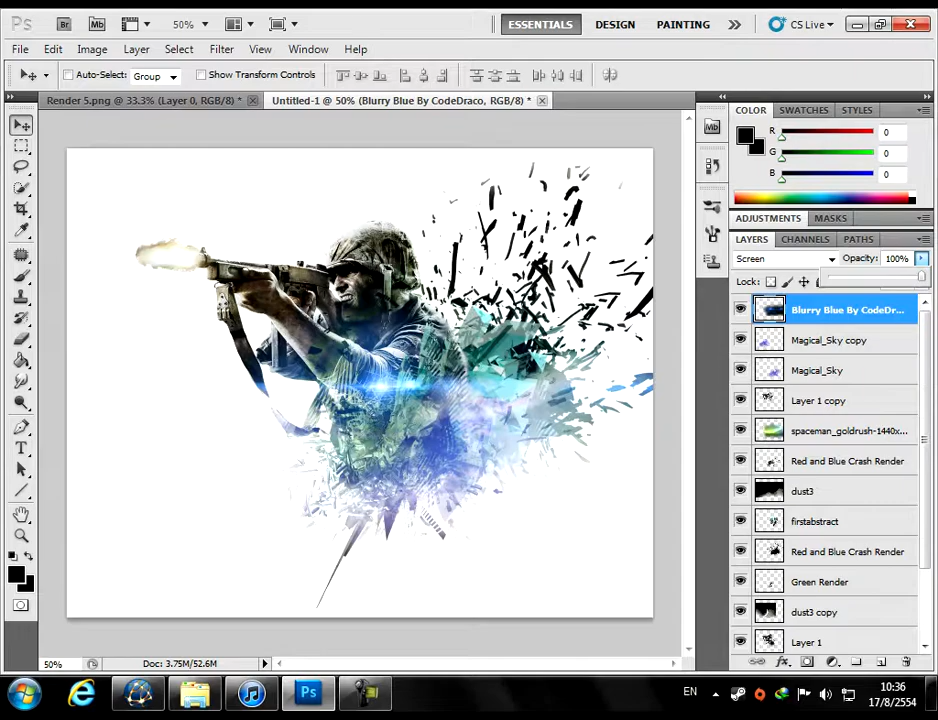 Ps Br Mb 50% ESSENTIALS DESIGN PAINTING CS Live
File Edit Image Layer Select Filter View Window Help
Auto-Select: Group Show Transform Controls
Render 5.png @ 33.3% (Layer 0, RGB/8) * Untitled-1 @ 50% (Blurry Blue By CodeDraco, RGB/8) *
COLOR SWATCHES STYLES
Mb
R 0
G 0
B 0
ADJUSTMENTS MASKS
LAYERS CHANNELS PATHS
Screen Opacity: 100%
Lock:
Blurry Blue By CodeDr...
Magical_Sky copy
Magical_Sky
Layer 1 copy
spaceman_goldrush-1440x...
Red and Blue Crash Render
dust3
firstabstract
Red and Blue Crash Render
Green Render
dust3 copy
Layer 1
50% Doc: 3.75M/52.6M
Ps
EN
10:36
17/8/2554